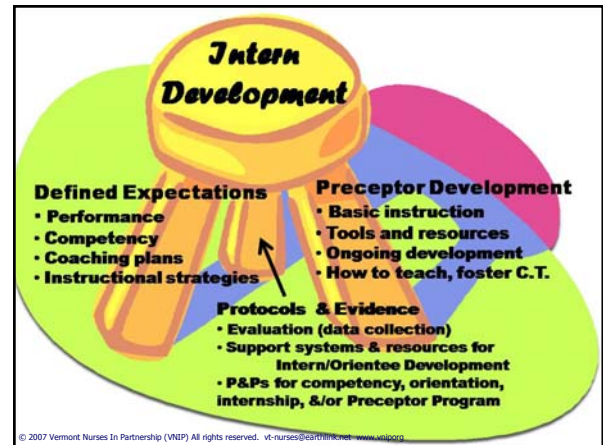 Intern
Development
Defined Expectations
• Performance
• Competency
• Coaching plans
• Instructional strategies
Preceptor Development
• Basic instruction
• Tools and resources
• Ongoing development
• How to teach, foster C.T.
Protocols & Evidence
• Evaluation (data collection)
• Support systems & resources for
Intern/Orientee Development
• P&Ps for competency, orientation,
internship, &/or Preceptor Program
© 2007 Vermont Nurses In Partnership (VNIP) All rights reserved. vt-nurses@earthlink.net www.vniporg